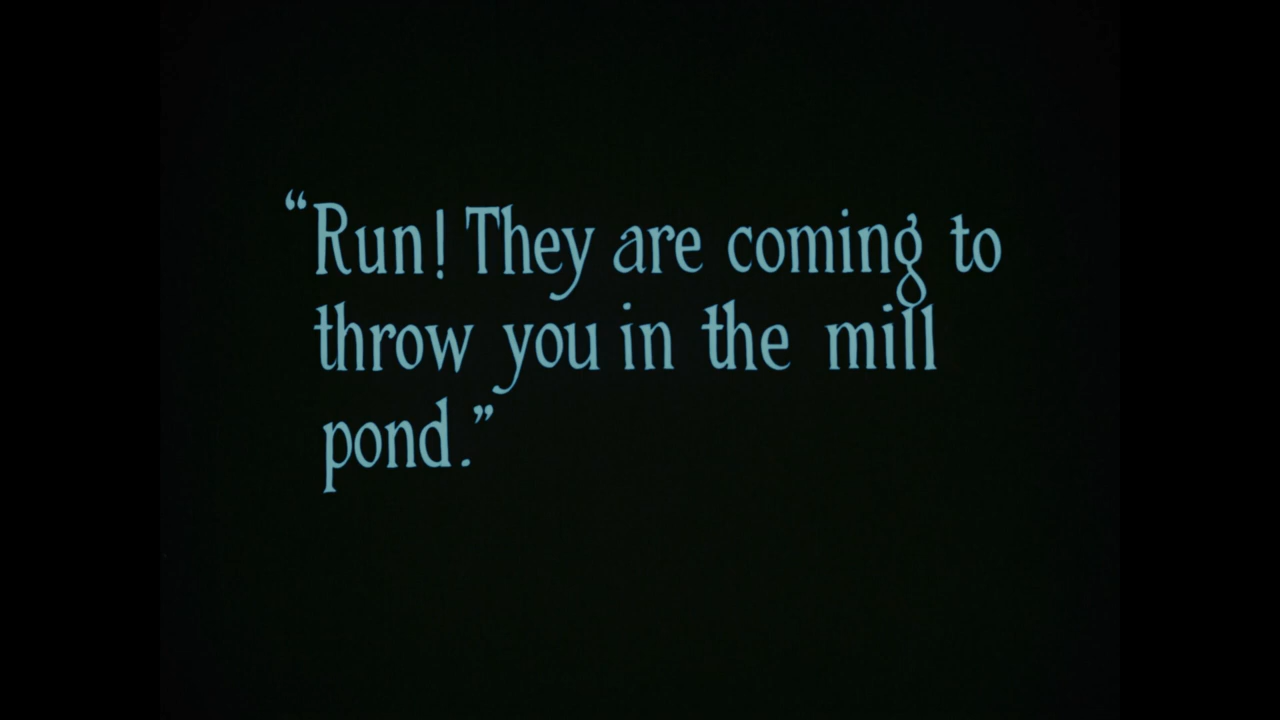 “Run! They are coming to
throw you in the mill
pond.”